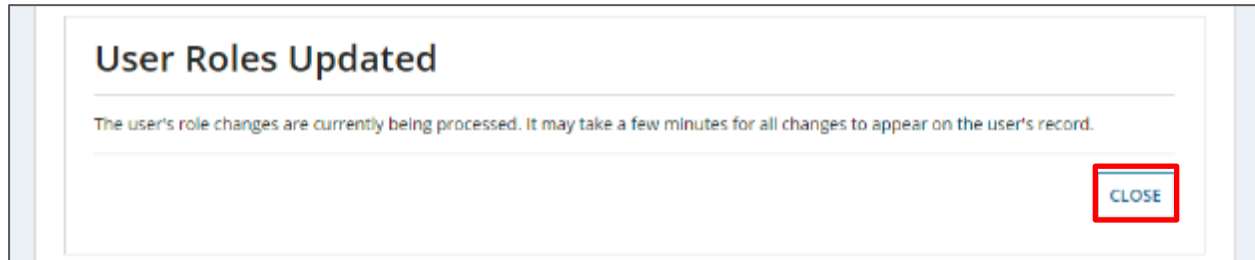 User Roles Updated
The user's role changes are currently being processed. It may take a few minutes for all changes to appear on the user's record.
CLOSE